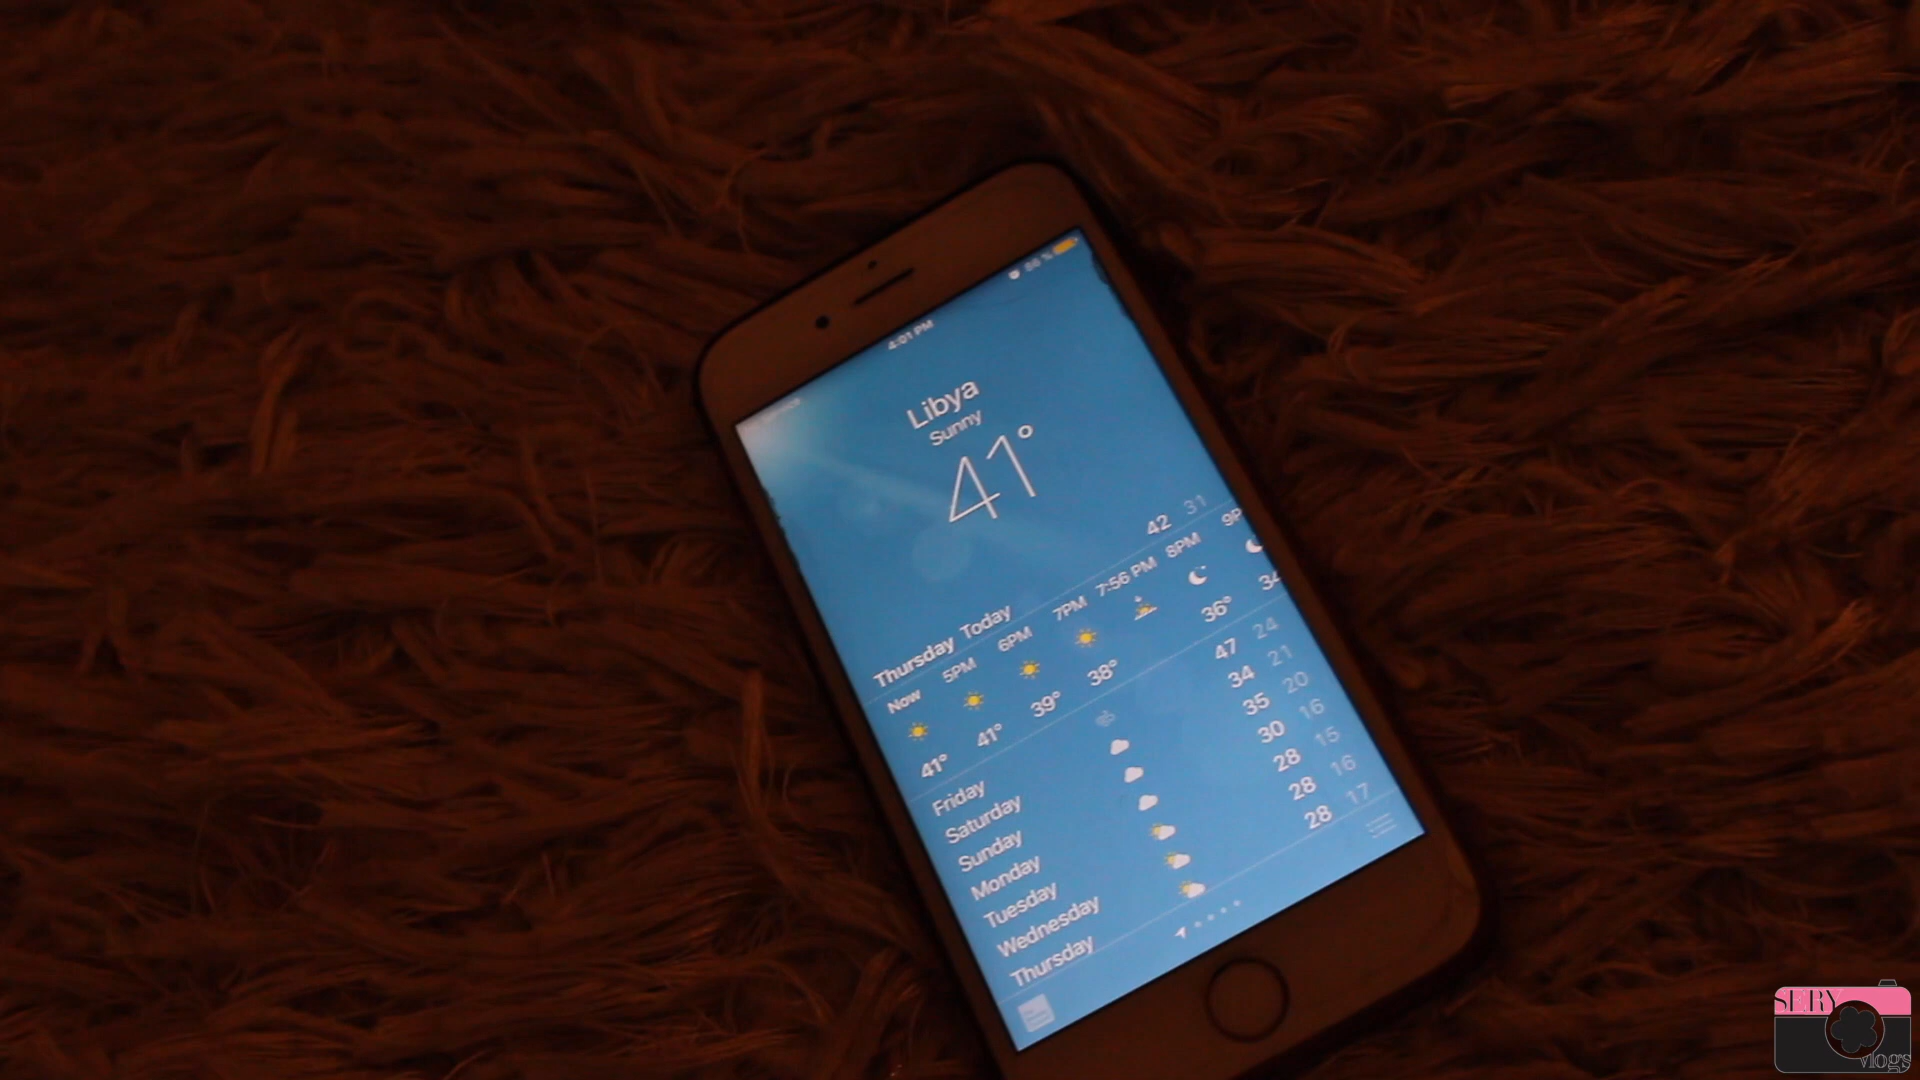 86 %
4:01 PM
Libya
Sunny
41°
Thursday Today 42 31
Now 5PM 6PM 7PM 7:56 PM 8PM 9P
41° 41° 39° 38° 36° 34
Friday 47 24
Saturday 34 21
Sunday 35 20
Monday 30 16
Tuesday 28 15
Wednesday 28 16
Thursday 28 17
SERY
vlogs